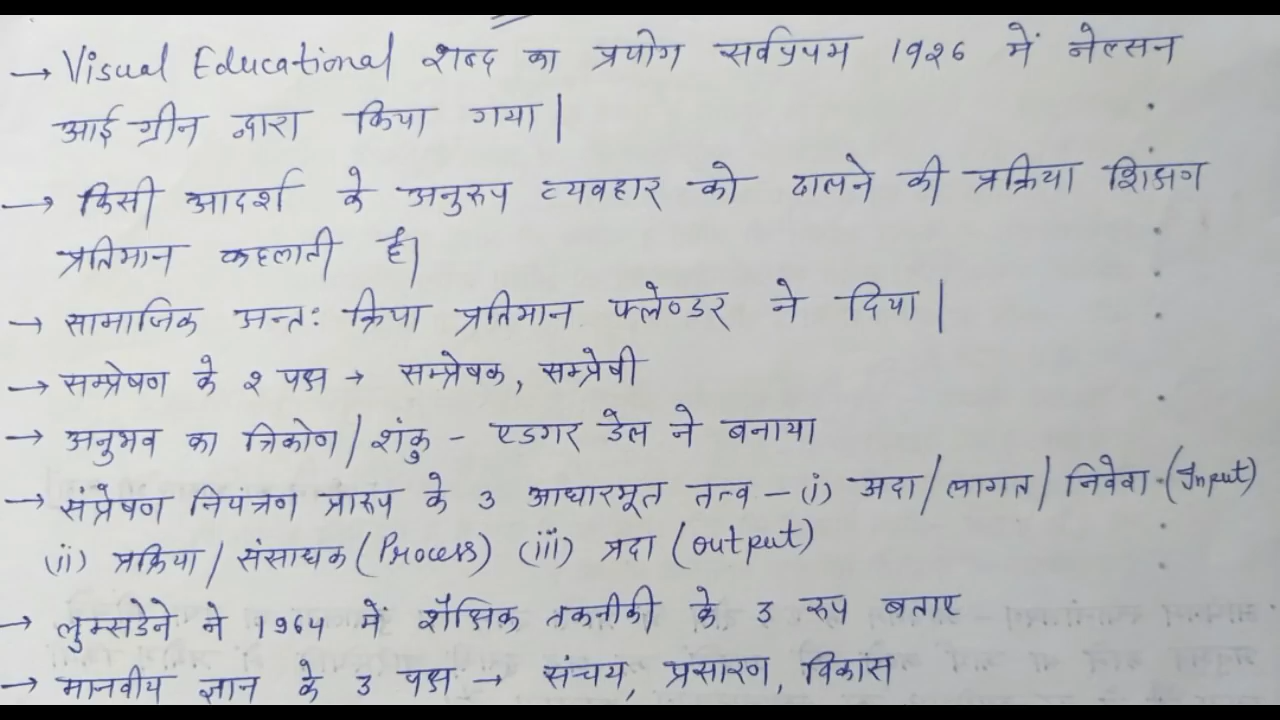 → Visual Educational शब्द का प्रयोग सर्वप्रथम 1926 में नेल्सन
आई ग्रीन द्वारा किया गया |
→ किसी आदर्श के अनुरूप व्यवहार को ढालने की प्रक्रिया शिक्षण
प्रतिमान कहलाती है|
→ सामाजिक अन्तः क्रिया प्रतिमान फ्लेण्डर ने दिया |
→ सम्प्रेषण के 2 पक्ष → सम्प्रेषक, सम्प्रेषी
→ अनुभव का त्रिकोण / शंकु - एडगर डेल ने बनाया
→ संप्रेषण नियंत्रण प्रारूप के 3 आधारभूत तत्व - (i) अदा / लागत / निवेश (Input)
(ii) प्रक्रिया / संसाधक (Process) (iii) प्रदा (output)
→ लुम्सडेने ने 1964 में शैक्षिक तकनीकी के 3 रूप बताए
→ मानवीय ज्ञान के 3 पक्ष → संचय, प्रसारण, विकास